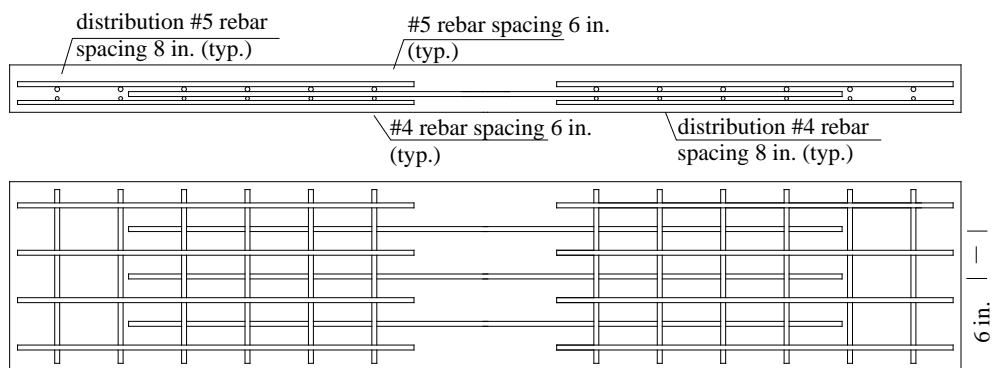 distribution #5 rebar
spacing 8 in. (typ.)
#5 rebar spacing 6 in.
(typ.)
#4 rebar spacing 6 in.
(typ.)
distribution #4 rebar
spacing 8 in. (typ.)
6 in.